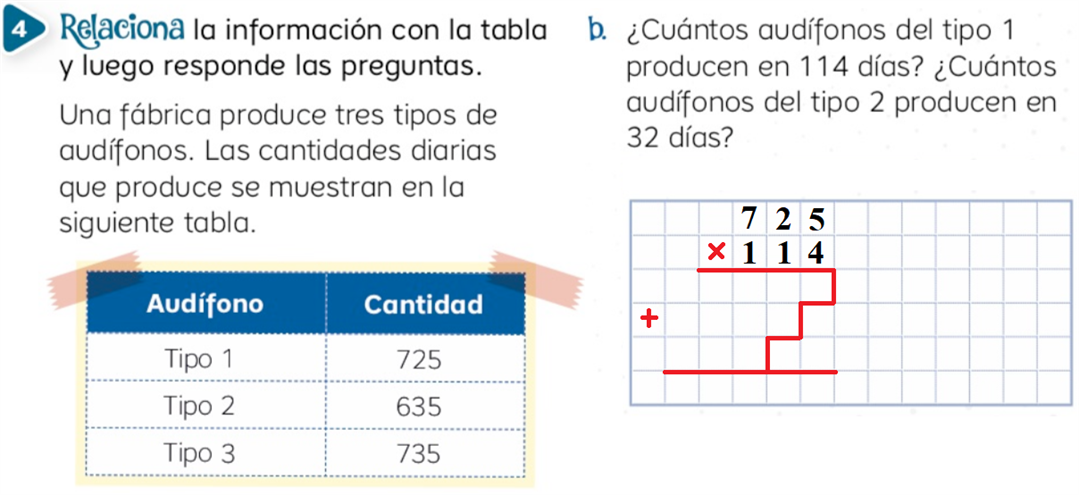 4 Relaciona la información con la tabla
y luego responde las preguntas.
Una fábrica produce tres tipos de
audífonos. Las cantidades diarias
que produce se muestran en la
siguiente tabla.
Audífono Cantidad
Tipo 1 725
Tipo 2 635
Tipo 3 735
b. ¿Cuántos audífonos del tipo 1
producen en 114 días? ¿Cuántos
audífonos del tipo 2 producen en
32 días?
7 2 5
× 1 1 4
+